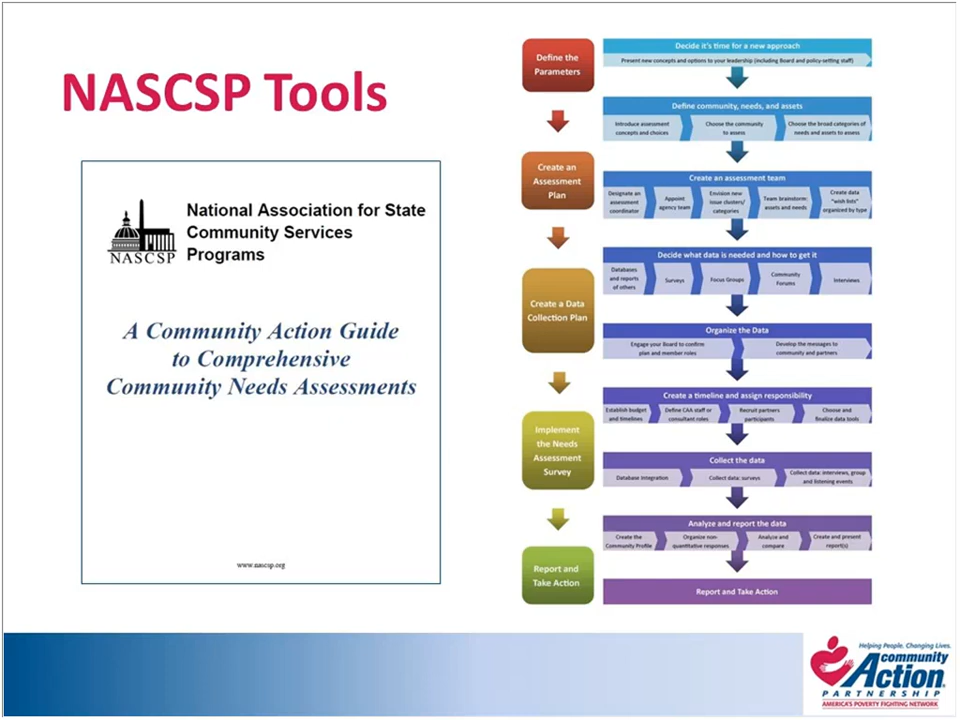 NASCSP Tools
NASCSP
National Association for State
Community Services
Programs
A Community Action Guide
to Comprehensive
Community Needs Assessments
www.nascsp.org
Define the
Parameters
Create an
Assessment
Plan
Create a Data
Collection Plan
Implement
the Needs
Assessment
Survey
Report and
Take Action
Decide it's time for a new approach
Present new concepts and options to your leadership (including Board and policy-setting staff)
Define community, needs, and assets
Introduce assessment
concepts and choices
Choose the community
to assess
Choose the broad categories of
needs and assets to assess
Create an assessment team
Designate an
assessment
coordinator
Appoint
agency team
Envision new
issue clusters/
categories
Team brainstorm:
assets and needs
Create data
"wish lists"
organized by type
Decide what data is needed and how to get it
Databases
and reports
of others
Surveys
Focus Groups
Community
Forums
Interviews
Organize the Data
Engage your Board to confirm
plan and member roles
Develop the messages to
community and partners
Create a timeline and assign responsibility
Establish budget
and timelines
Define CAA staff or
consultant roles
Recruit partners
participants
Choose and
finalize data tools
Collect the data
Database integration
Collect data: surveys
Collect data: interviews, group
and listening events
Analyze and report the data
Create the
Community Profile
Organize non-
quantitative responses
Analyze and
compare
Create and present
report(s)
Report and Take Action
Helping People. Changing Lives.
community
Action
PARTNERSHIP
AMERICA'S POVERTY FIGHTING NETWORK